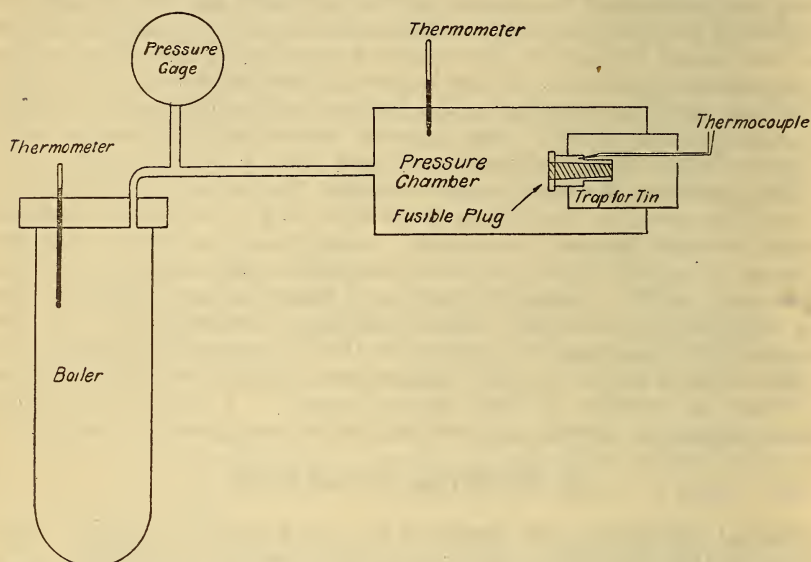 Pressure
Gage
Thermometer
Thermometer
Thermocouple
Pressure
Chamber
Fusible Plug
Trap for Tin
Boiler